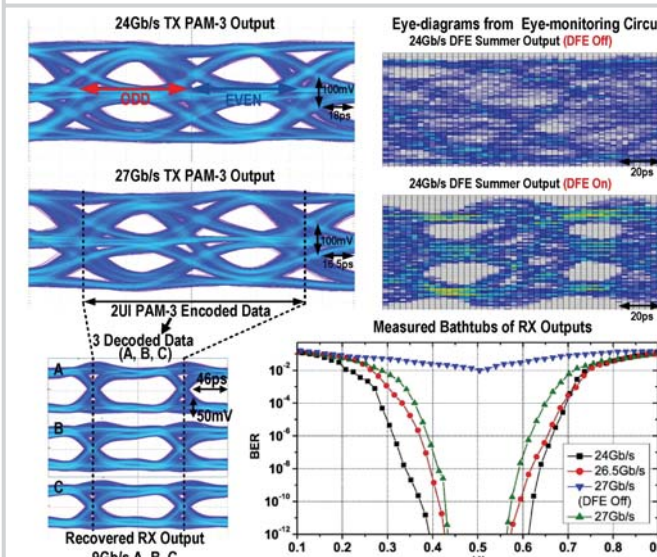 24Gb/s TX PAM-3 Output
ODD
EVEN
100mV
18ps
27Gb/s TX PAM-3 Output
100mV
16.5ps
2UI PAM-3 Encoded Data
3 Decoded Data
(A, B, C)
A
46ps
50mV
B
C
Recovered RX Output
9Gb/s A, B, C
Eye-diagrams from Eye-monitoring
24Gb/s DFE Summer Output (DFE Off)
20ps
24Gb/s DFE Summer Output (DFE On)
20ps
Measured Bathtubs of RX Outputs
BER
10-2
10-4
10-6
10-8
10-10
10-12
24Gb/s
26.5Gb/s
27Gb/s
(DFE Off)
27Gb/s
0.1 0.2 0.3 0.4 0.5 0.6 0.7 0.8